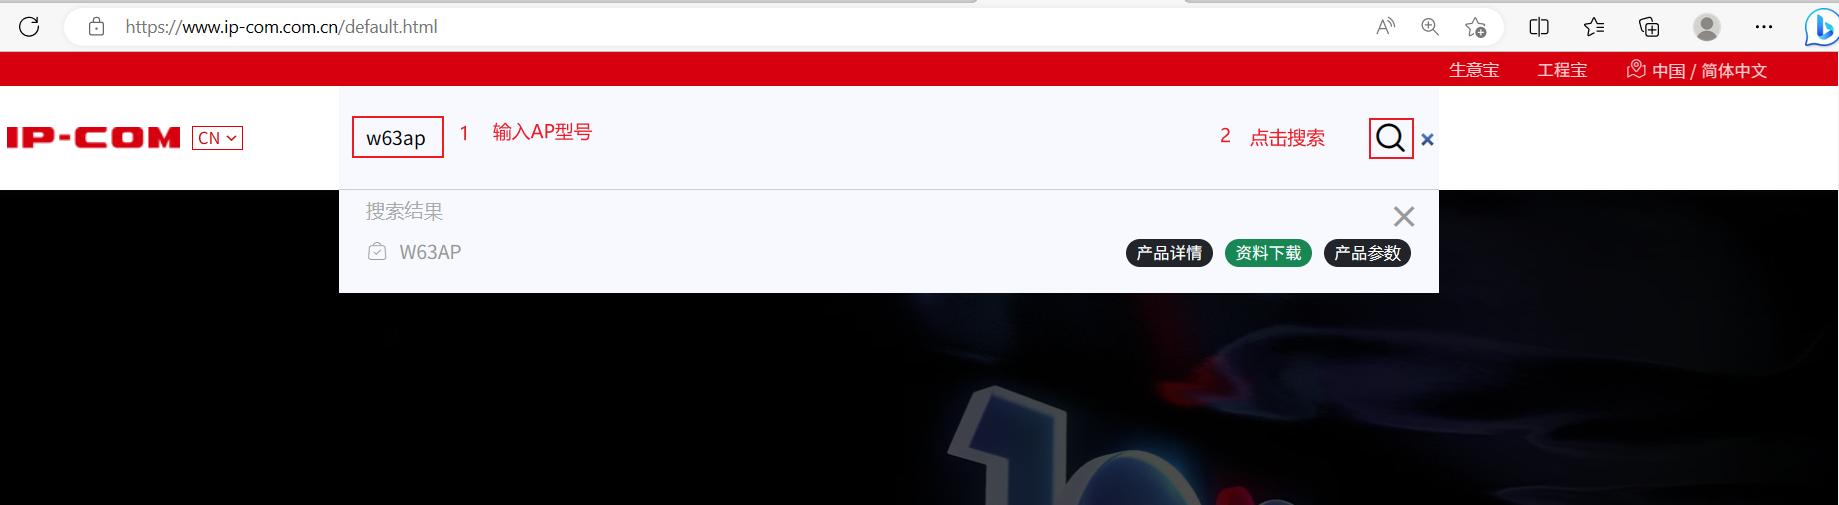 https://www.ip-com.com.cn/default.html
生意宝 工程宝 中国 / 简体中文
IP-COM CN w63ap 1 输入AP型号 2 点击搜索
搜索结果
W63AP 产品详情 资料下载 产品参数